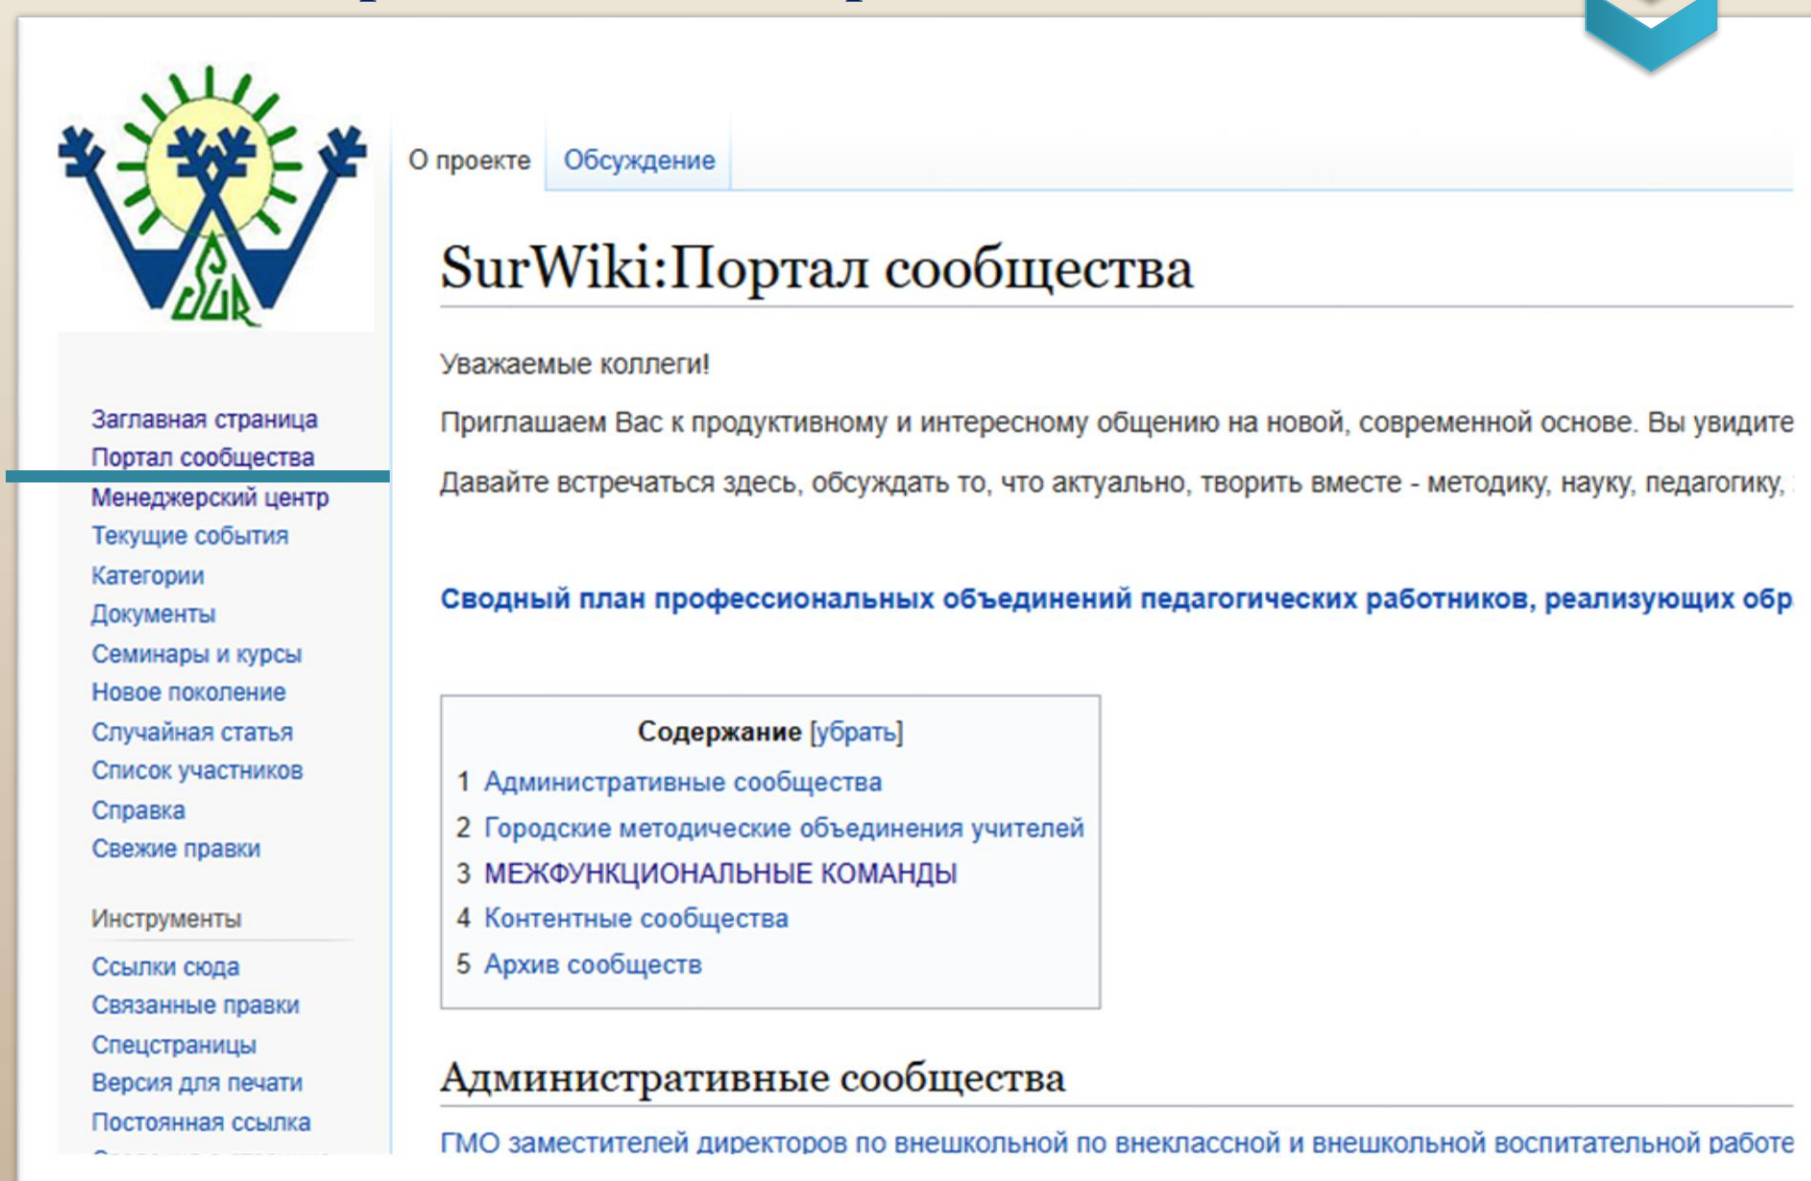 SUR
О проекте
Обсуждение
SurWiki:Портал сообщества
Уважаемые коллеги!
Приглашаем Вас к продуктивному и интересному общению на новой, современной основе. Вы увидите
Давайте встречаться здесь, обсуждать то, что актуально, творить вместе - методику, науку, педагогику,
Сводный план профессиональных объединений педагогических работников, реализующих обр
Содержание [убрать]
1 Административные сообщества
2 Городские методические объединения учителей
3 МЕЖФУНКЦИОНАЛЬНЫЕ КОМАНДЫ
4 Контентные сообщества
5 Архив сообществ
Административные сообщества
ГМО заместителей директоров по внешкольной по внеклассной и внешкольной воспитательной работе
Заглавная страница
Портал сообщества
Менеджерский центр
Текущие события
Категории
Документы
Семинары и курсы
Новое поколение
Случайная статья
Список участников
Справка
Свежие правки
Инструменты
Ссылки сюда
Связанные правки
Спецстраницы
Версия для печати
Постоянная ссылка